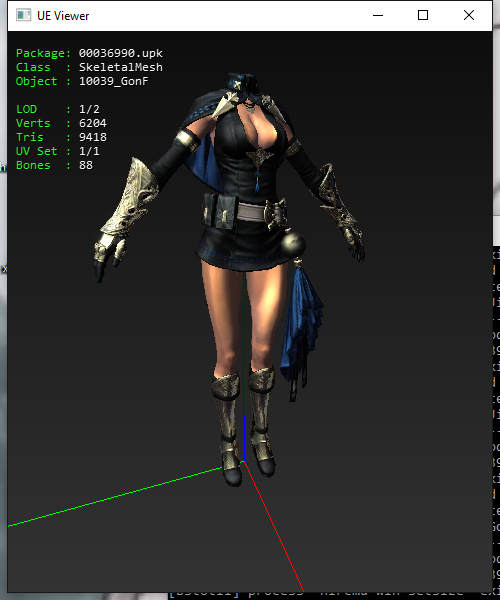 UE Viewer
Package: 00036990.upk
Class : SkeletalMesh
Object : 10039_GonF
LOD : 1/2
Verts : 6204
Tris : 9418
UV Set : 1/1
Bones : 88